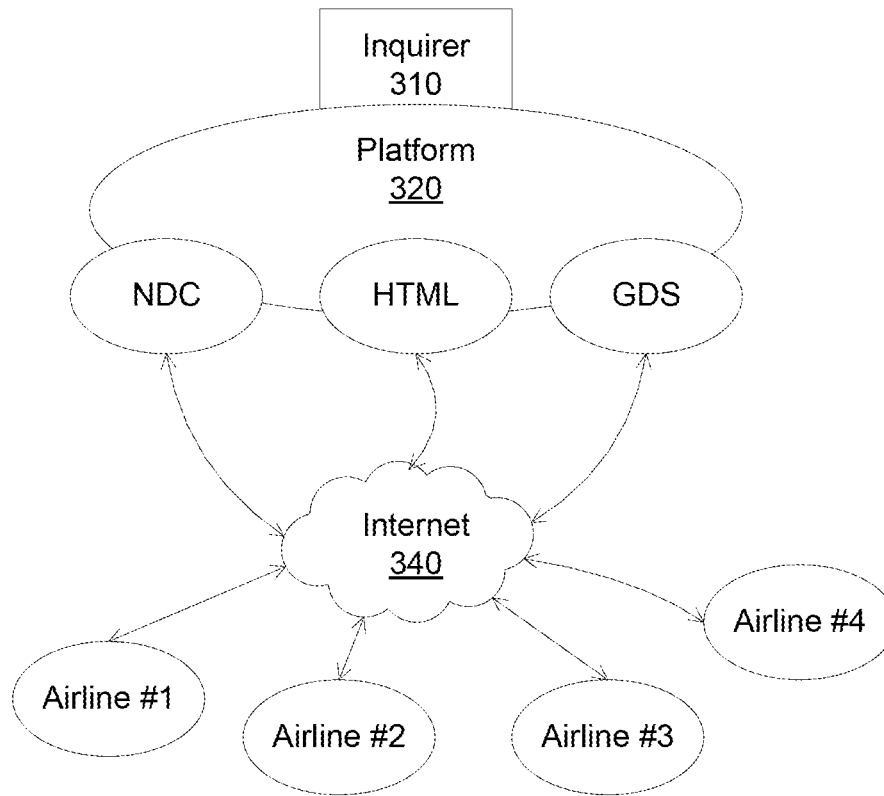 Inquirer
310
Platform
320
NDC
HTML
GDS
Internet
340
Airline #4
Airline #1
Airline #2
Airline #3